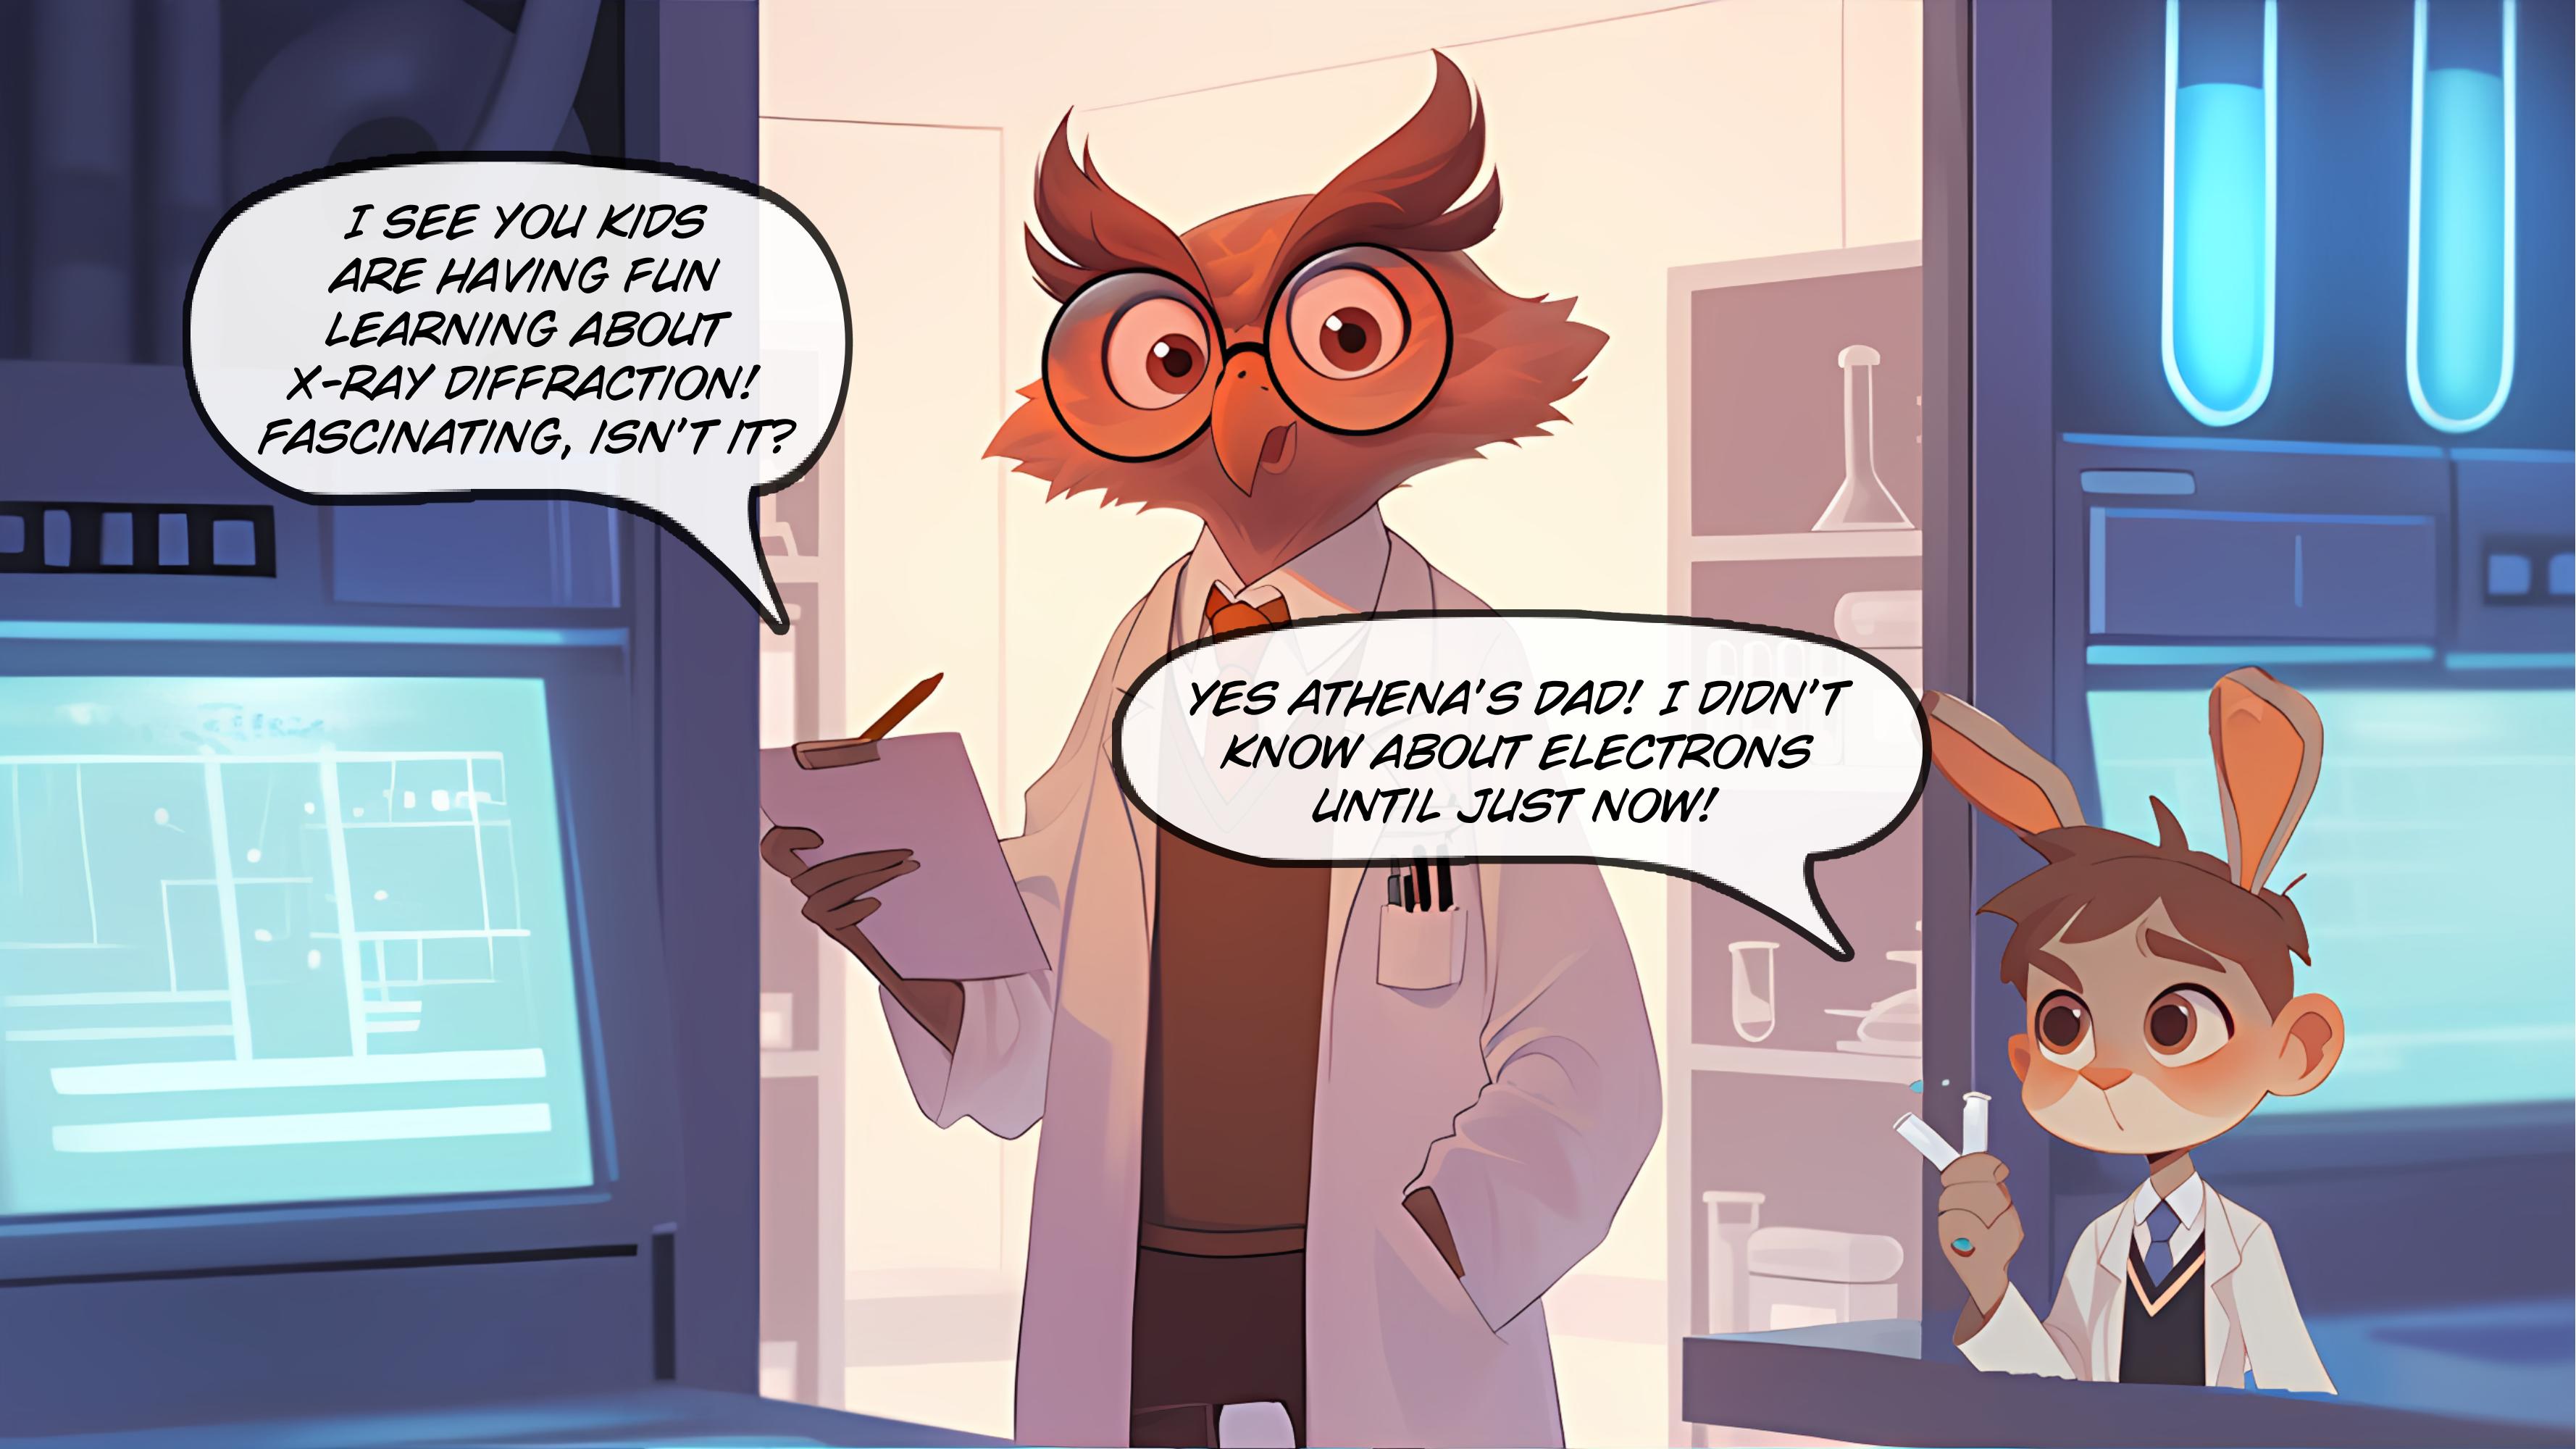 I SEE YOU KIDS
ARE HAVING FUN
LEARNING ABOUT
X-RAY DIFFRACTION!
FASCINATING, ISN'T IT?
YES ATHENA'S DAD! I DIDN'T
KNOW ABOUT ELECTRONS
UNTIL JUST NOW!